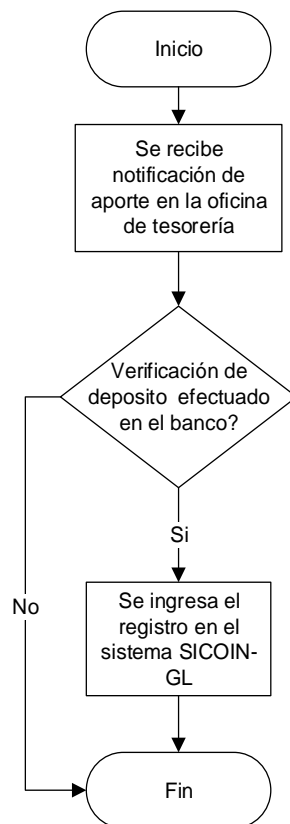 Inicio
Se recibe
notificación de
aporte en la oficina
de tesorería
Verificación de
deposito efectuado
en el banco?
Si
No
Se ingresa el
registro en el
sistema SICOIN-
GL
Fin